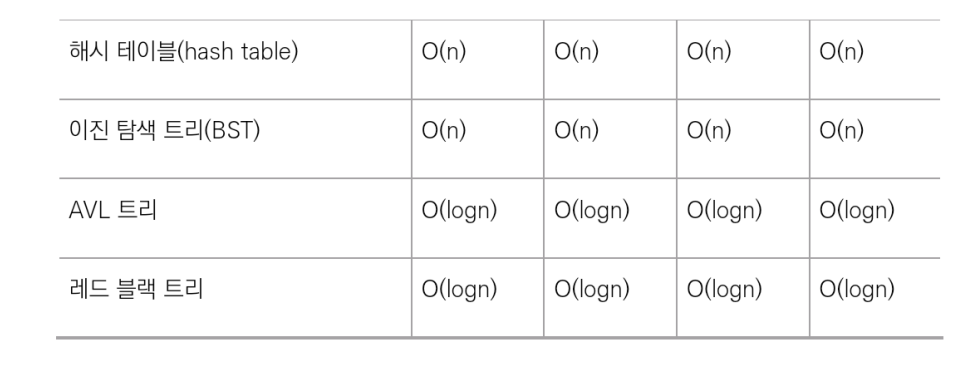 해시 테이블(hash table) O(n) O(n) O(n) O(n)
이진 탐색 트리(BST) O(n) O(n) O(n) O(n)
AVL 트리 O(logn) O(logn) O(logn) O(logn)
레드 블랙 트리 O(logn) O(logn) O(logn) O(logn)